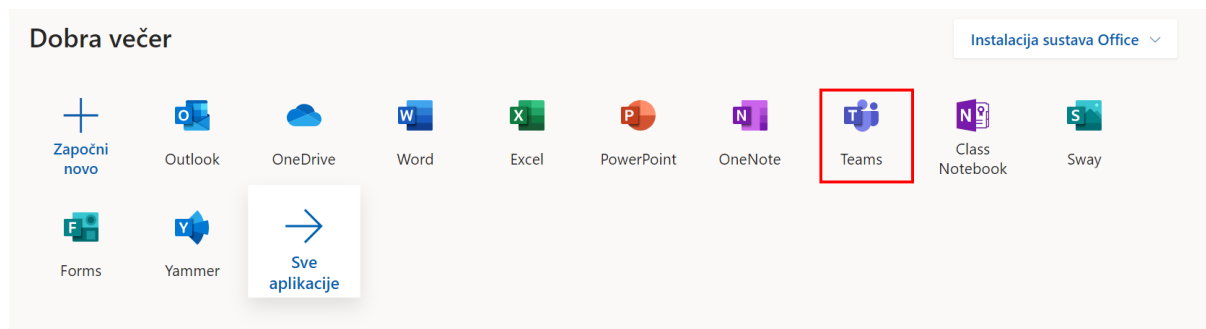 Dobra večer
Instalacija sustava Office
Započni
novo
Outlook
OneDrive
Word
Excel
PowerPoint
OneNote
Teams
Class
Notebook
Sway
Forms
Yammer
Sve
aplikacije